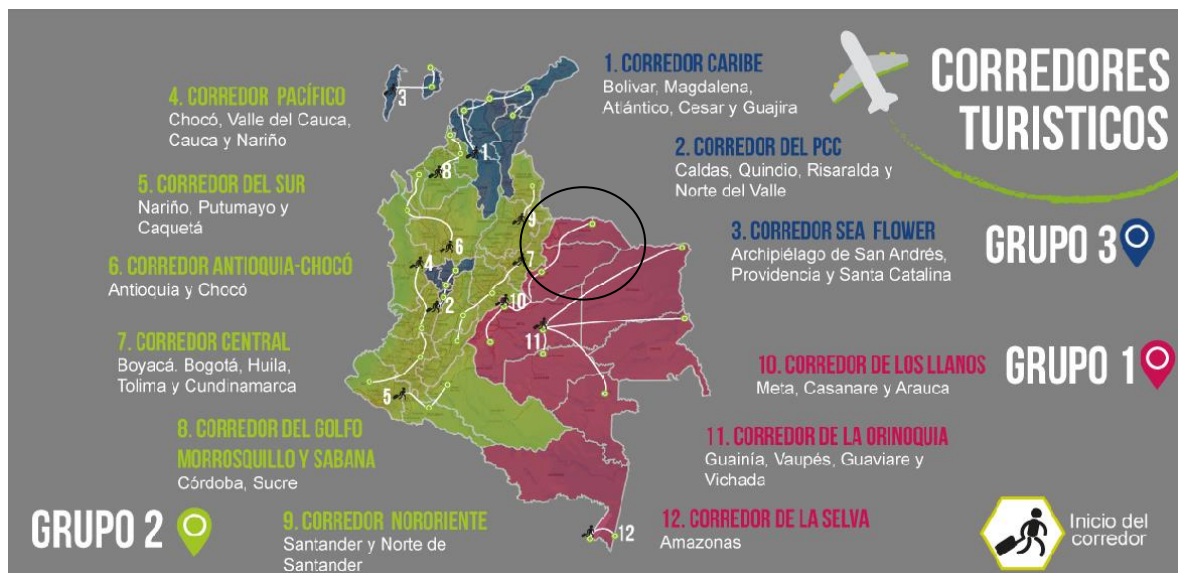 CORREDORES
TURISTICOS
4. CORREDOR PACÍFICO
Chocó, Valle del Cauca,
Cauca y Nariño
5. CORREDOR DEL SUR
Nariño, Putumayo y
Caquetá
6. CORREDOR ANTIOQUIA-CHOCÓ
Antioquia y Chocó
7. CORREDOR CENTRAL
Boyacá. Bogotá, Huila,
Tolima y Cundinamarca
8. CORREDOR DEL GOLFO
MORROSQUILLO Y SABANA
Córdoba, Sucre
GRUPO 2
9. CORREDOR NORORIENTE
Santander y Norte de
Santander
3
1
8
9
6
7
4
2
10
11
5
12
1. CORREDOR CARIBE
Bolivar, Magdalena,
Atlántico, Cesar y Guajira
2. CORREDOR DEL PCC
Caldas, Quindio, Risaralda y
Norte del Valle
3. CORREDOR SEA FLOWER
Archipiélago de San Andrés,
Providencia y Santa Catalina
GRUPO 3
10. CORREDOR DE LOS LLANOS
Meta, Casanare y Arauca
GRUPO 1
11. CORREDOR DE LA ORINOQUIA
Guainía, Vaupés, Guaviare y
Vichada
12. CORREDOR DE LA SELVA
Amazonas
Inicio del
corredor